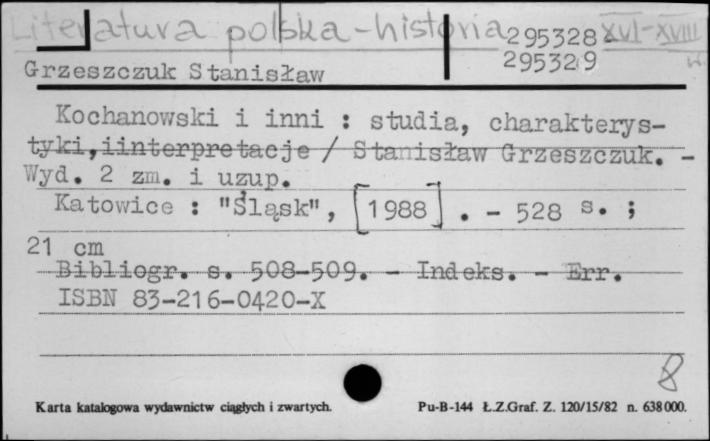 Literatura polska-historia XVI-XVIII w.
295328-
295329
Grzeszczuk Stanisław
Kochanowski i inni : studia, charakterys-
tyki,iinterpretacje / Stanisław Grzeszczuk. -
Wyd. 2 zm. i uzup.
Katowice : "Śląsk", [1988] . - 528 s. ;
21 cm
Bibliogr. s. 508-509. - Indeks. - Err.
ISBN 83-216-0420-X
8
Karta katalogowa wydawnictw ciągłych i zwartych. Pu-B-144 Ł.Z.Graf. Z. 120/15/82 n. 638000.